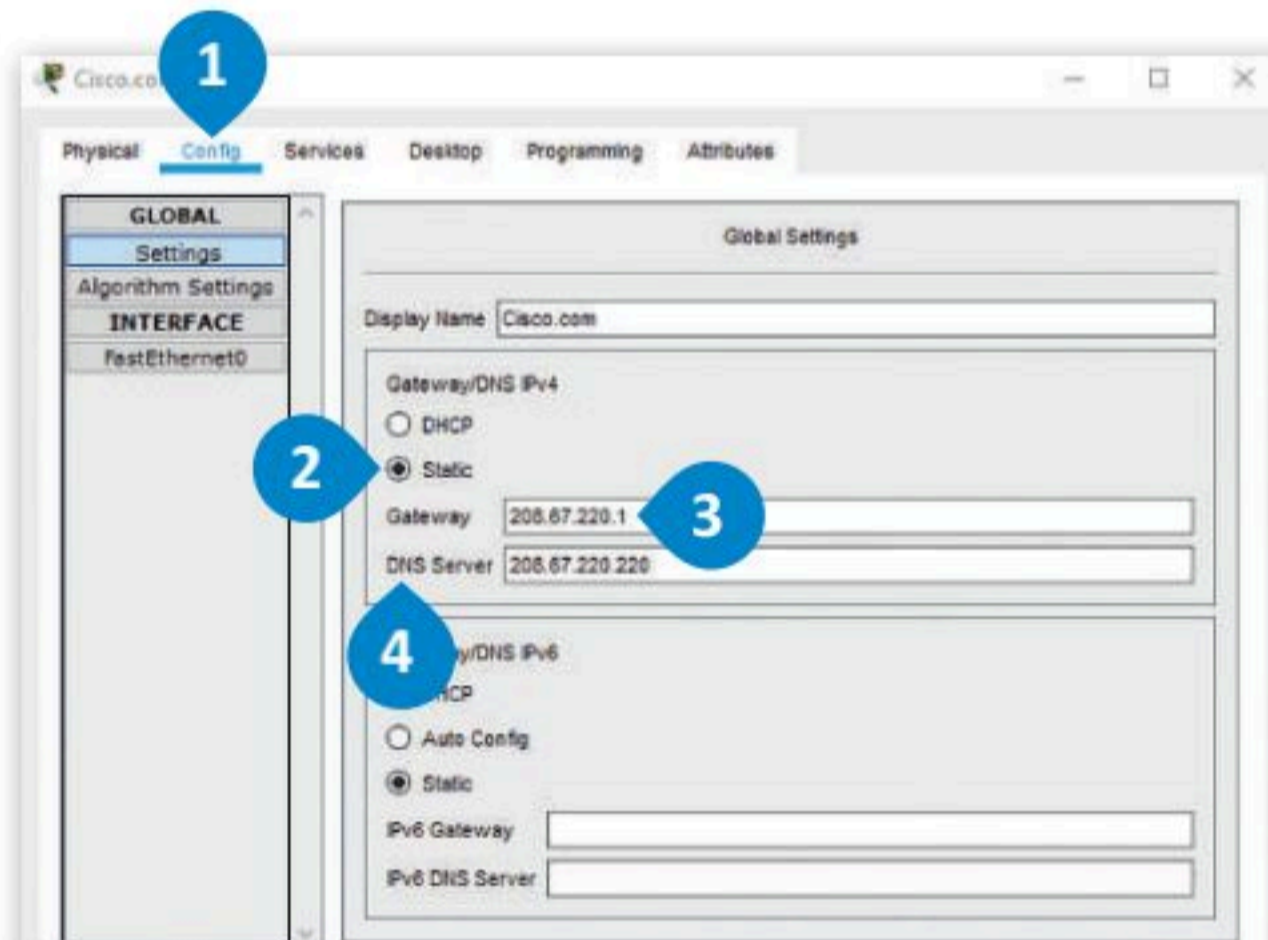 1
Cisco.co
Physical Config Services Desktop Programming Attributes
GLOBAL
Settings
Algorithm Settings
INTERFACE
FastEthernet0
Global Settings
Display Name Cisco.com
Gateway/DNS IPv4
DHCP
2
Static
Gateway 208.67.220.1
3
DNS Server 208.67.220.220
4
y/DNS IPv6
HCP
Auto Config
Static
IPv6 Gateway
IPv6 DNS Server